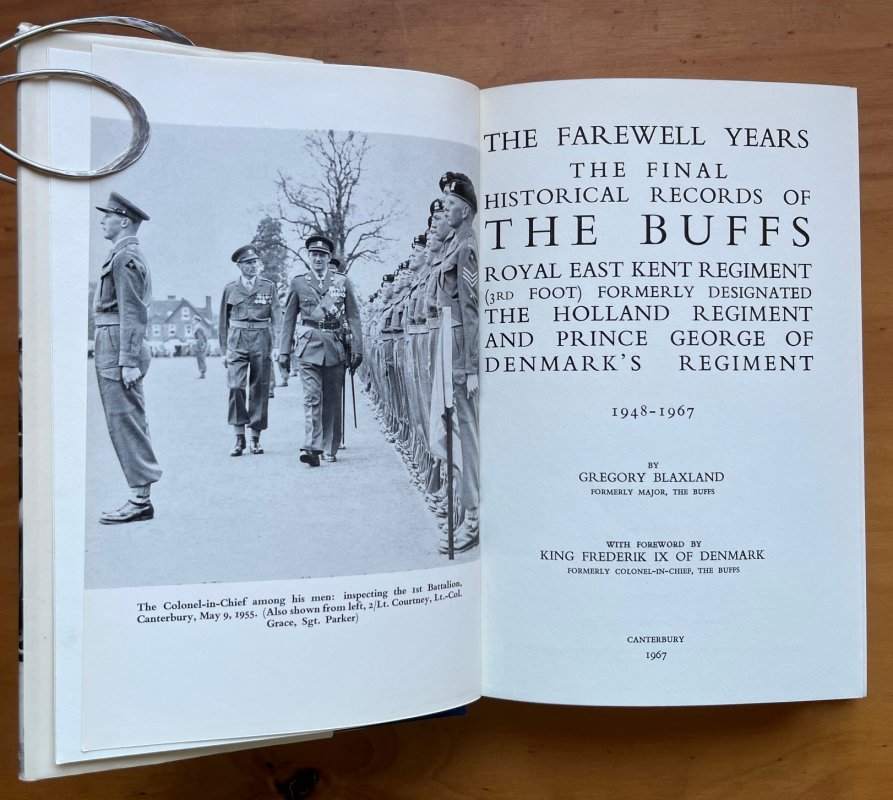 The Colonel-in-Chief among his men: inspecting the 1st Battalion,
Canterbury, May 9, 1955. (Also shown from left, 2/Lt. Courtney, Lt.-Col.
Grace, Sgt. Parker)
THE FAREWELL YEARS
THE FINAL
HISTORICAL RECORDS OF
THE BUFFS
ROYAL EAST KENT REGIMENT
(3RD FOOT) FORMERLY DESIGNATED
THE HOLLAND REGIMENT
AND PRINCE GEORGE OF
DENMARK'S REGIMENT
1948-1967
BY
GREGORY BLAXLAND
FORMERLY MAJOR, THE BUFFS
WITH FOREWORD BY
KING FREDERIK IX OF DENMARK
FORMERLY COLONEL-IN-CHIEF, THE BUFFS
CANTERBURY
1967